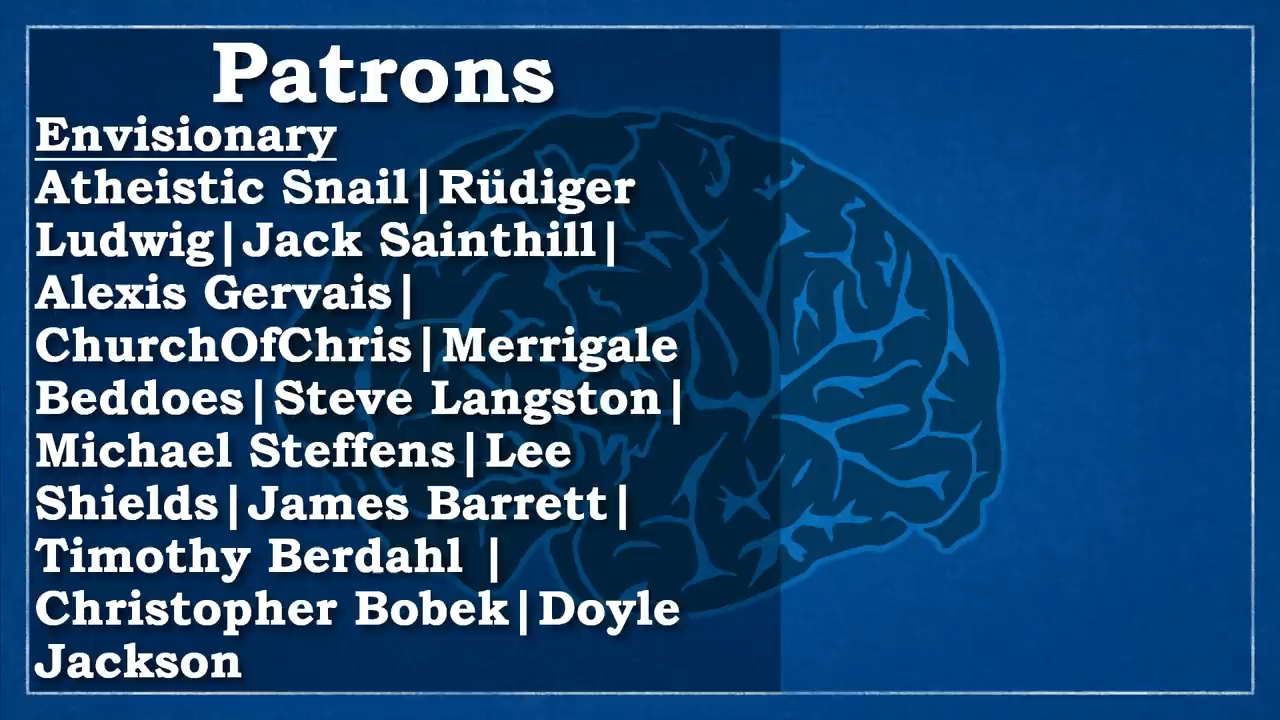 Patrons
Envisionary
Atheistic Snail|Rüdiger
Ludwig|Jack Sainthill|
Alexis Gervais|
ChurchOfChris|Merrigale
Beddoes|Steve Langston|
Michael Steffens|Lee
Shields|James Barrett|
Timothy Berdahl |
Christopher Bobek|Doyle
Jackson